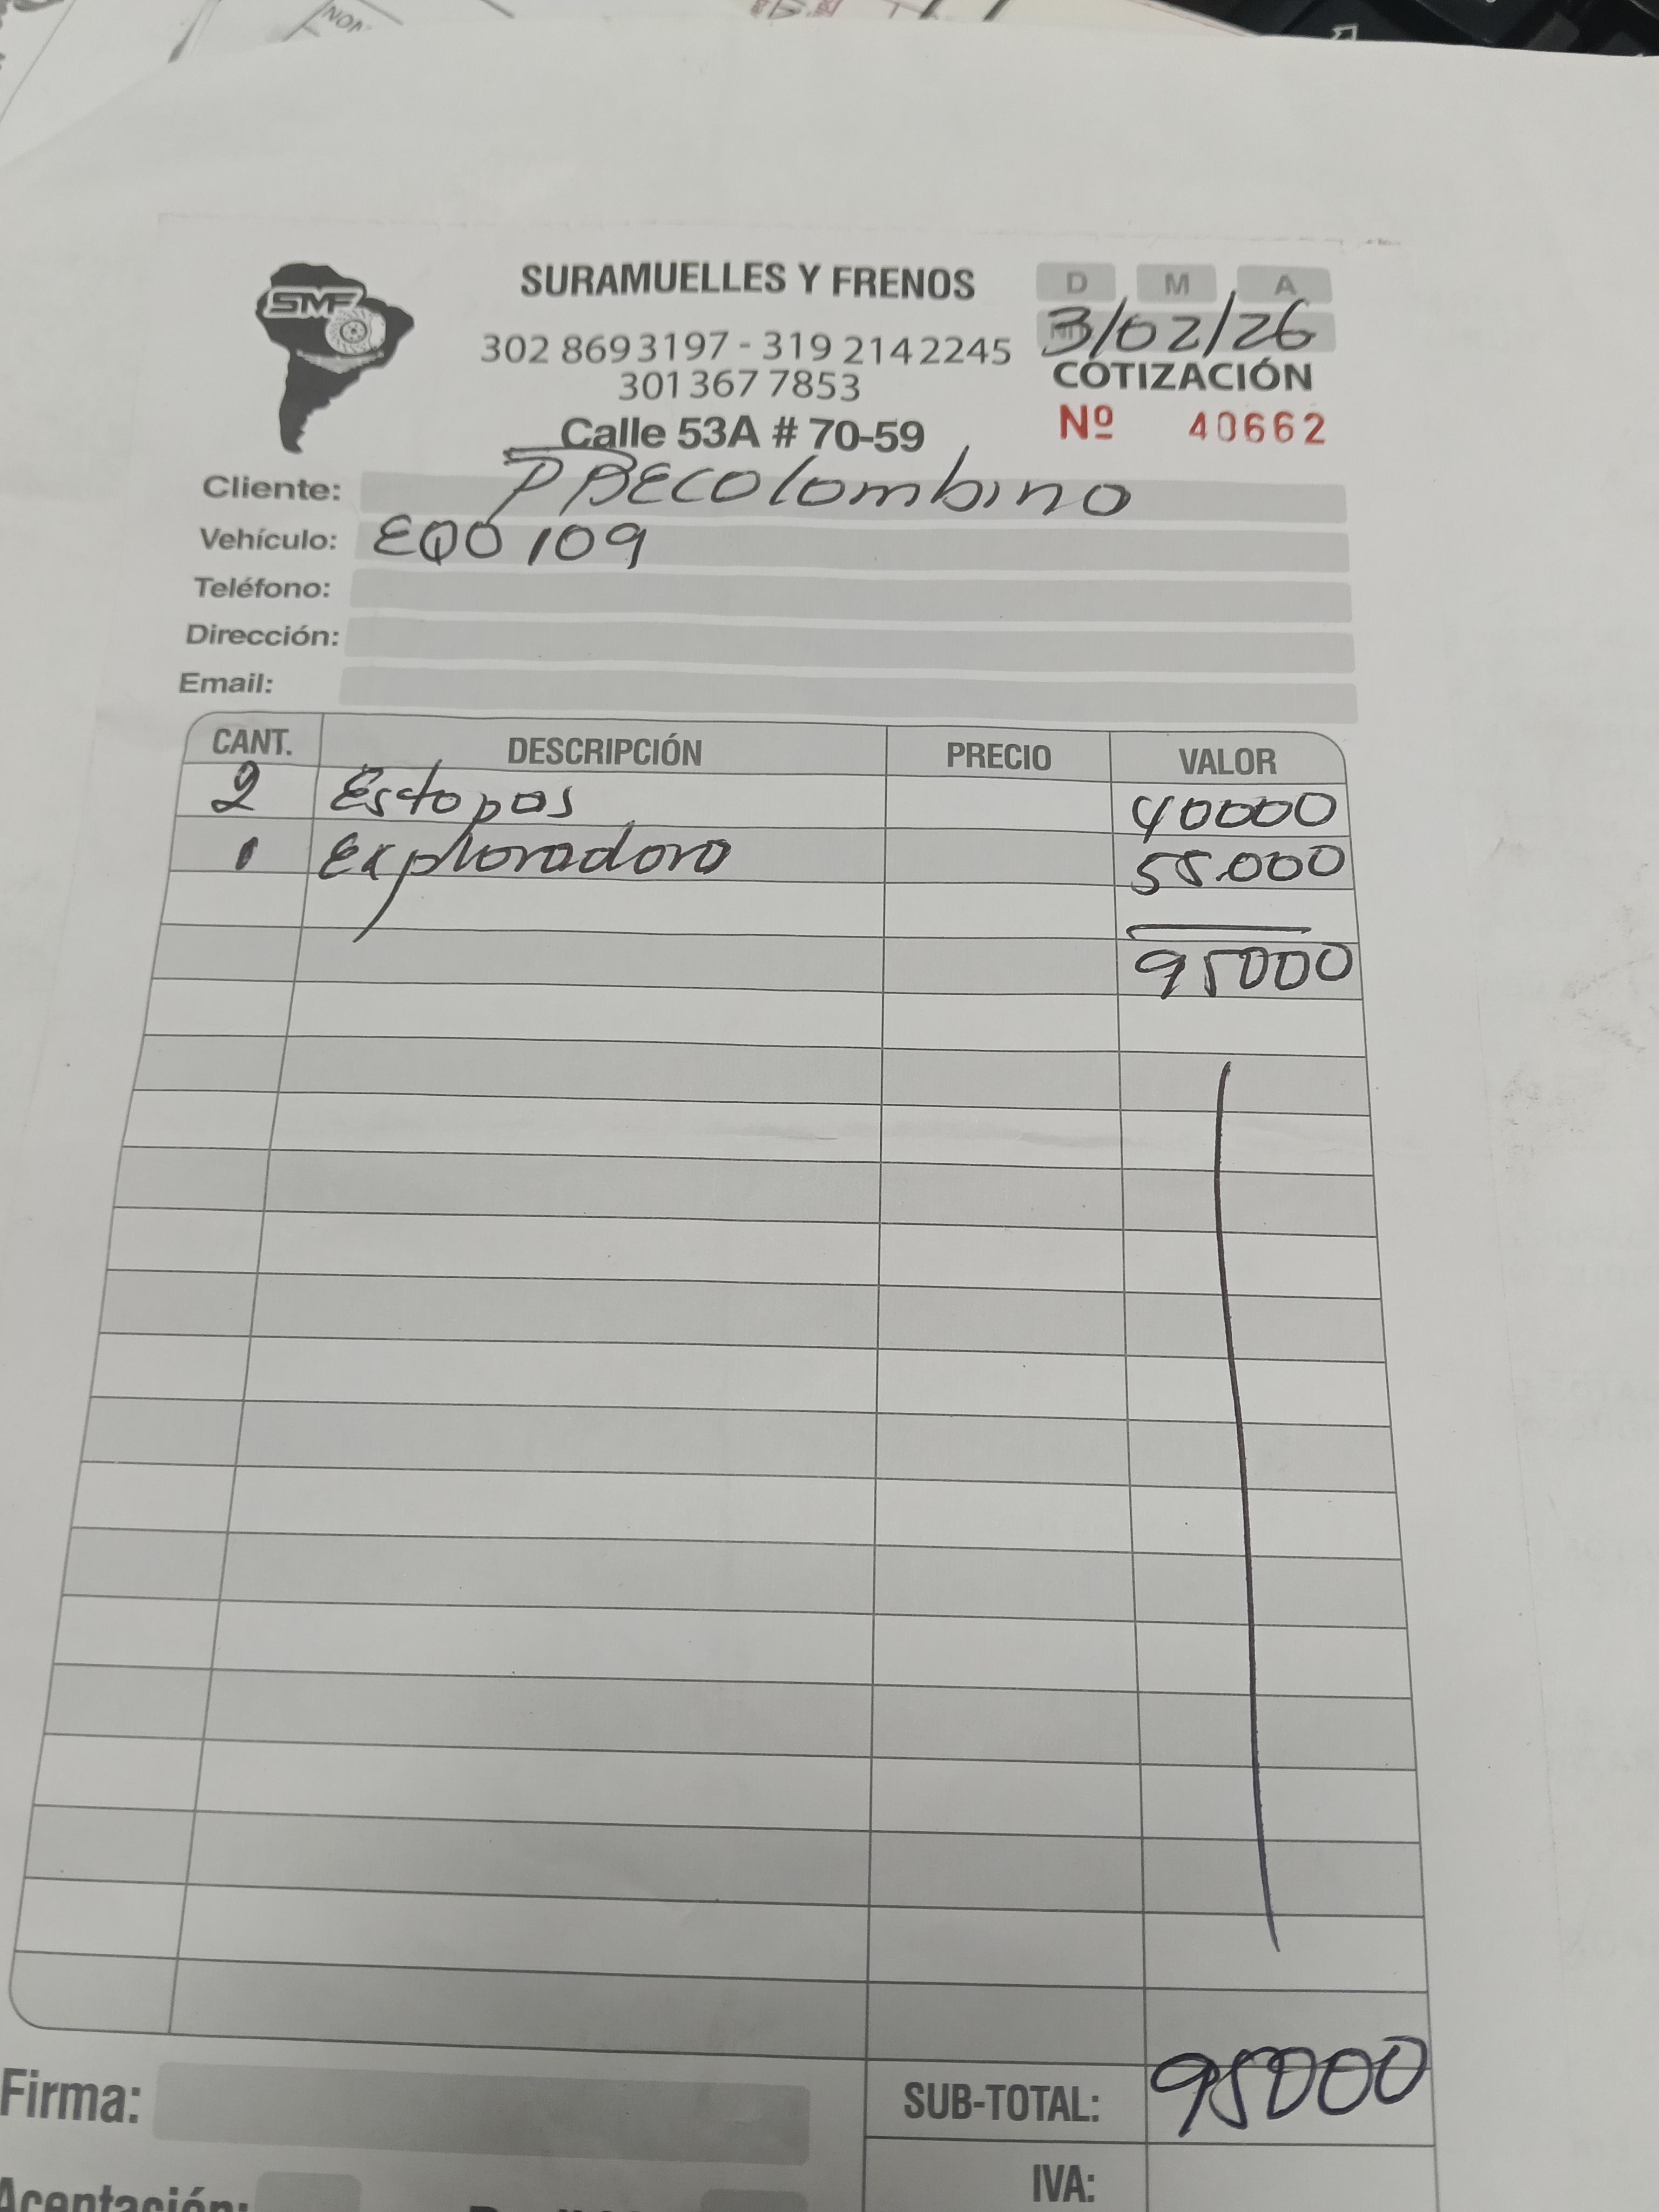 SMF
SURAMUELLES Y FRENOS
D M A
302 869 3197 - 319 214 2245
3/02/26
301 367 7853
COTIZACIÓN
Calle 53A # 70-59
Nº 40662
Cliente: PRECOlombino
Vehículo: EQO 109
Teléfono:
Dirección:
Email:
CANT. DESCRIPCIÓN PRECIO VALOR
2 Estopas 40000
1 Exploradora 55.000
95000
Firma:
SUB-TOTAL: 95000
IVA:
Aceptación: